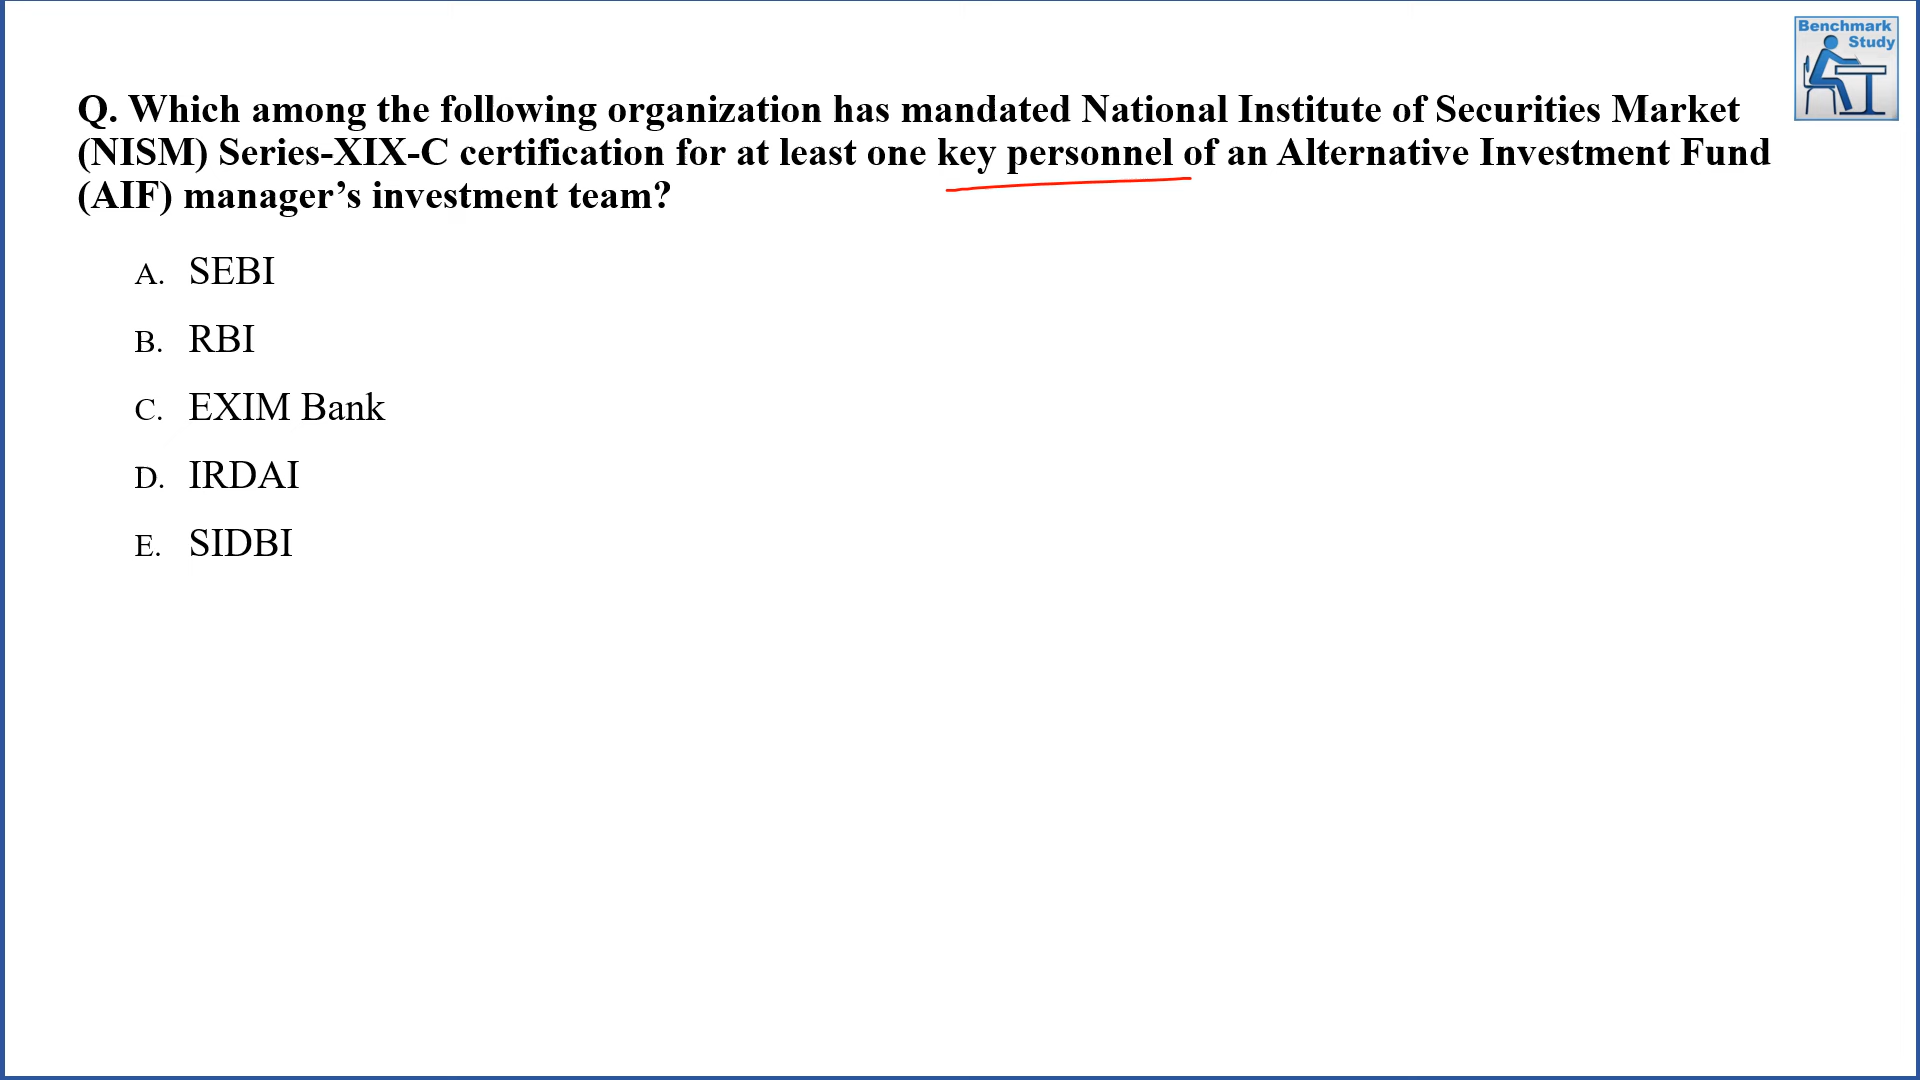 Benchmark
Study
Q. Which among the following organization has mandated National Institute of Securities Market
(NISM) Series-XIX-C certification for at least one key personnel of an Alternative Investment Fund
(AIF) manager’s investment team?
A. SEBI
B. RBI
C. EXIM Bank
D. IRDAI
E. SIDBI